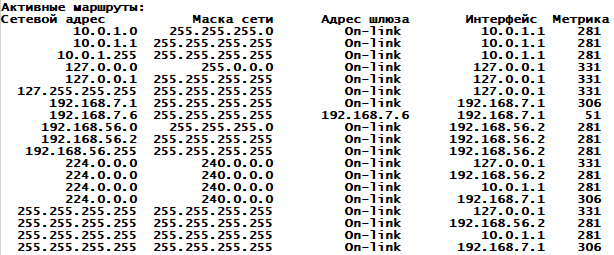 Активные маршруты:
Сетевой адрес Маска сети Адрес шлюза Интерфейс Метрика
10.0.1.0 255.255.255.0 On-link 10.0.1.1 281
10.0.1.1 255.255.255.255 On-link 10.0.1.1 281
10.0.1.255 255.255.255.255 On-link 10.0.1.1 281
127.0.0.0 255.0.0.0 On-link 127.0.0.1 331
127.0.0.1 255.255.255.255 On-link 127.0.0.1 331
127.255.255.255 255.255.255.255 On-link 127.0.0.1 331
192.168.7.1 255.255.255.255 On-link 192.168.7.1 306
192.168.7.6 255.255.255.255 192.168.7.6 192.168.7.1 51
192.168.56.0 255.255.255.0 On-link 192.168.56.2 281
192.168.56.2 255.255.255.255 On-link 192.168.56.2 281
192.168.56.255 255.255.255.255 On-link 192.168.56.2 281
224.0.0.0 240.0.0.0 On-link 127.0.0.1 331
224.0.0.0 240.0.0.0 On-link 192.168.56.2 281
224.0.0.0 240.0.0.0 On-link 10.0.1.1 281
224.0.0.0 240.0.0.0 On-link 192.168.7.1 306
255.255.255.255 255.255.255.255 On-link 127.0.0.1 331
255.255.255.255 255.255.255.255 On-link 192.168.56.2 281
255.255.255.255 255.255.255.255 On-link 10.0.1.1 281
255.255.255.255 255.255.255.255 On-link 192.168.7.1 306